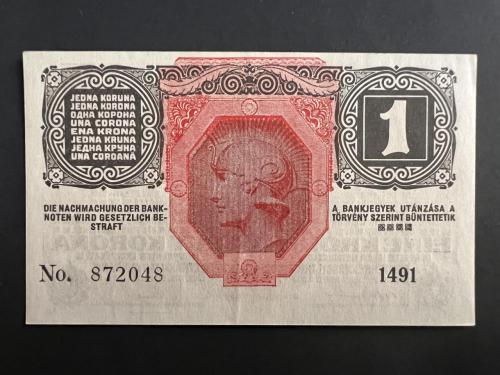 JEDNA KORUNA
JEDNA KORONA
ОДНА КОРОНА
UNA CORONA
ENA KRONA
JEDNA KRUNA
ЈЕДНА КРУНА
UNA COROANĂ
1
DIE NACHMACHUNG DER BANK-
NOTEN WIRD GESETZLICH BE-
STRAFT
A BANKJEGYEK UTÁNZÁSA A
TÖRVÉNY SZERINT BÜNTETTETIK
No. 872048
1491